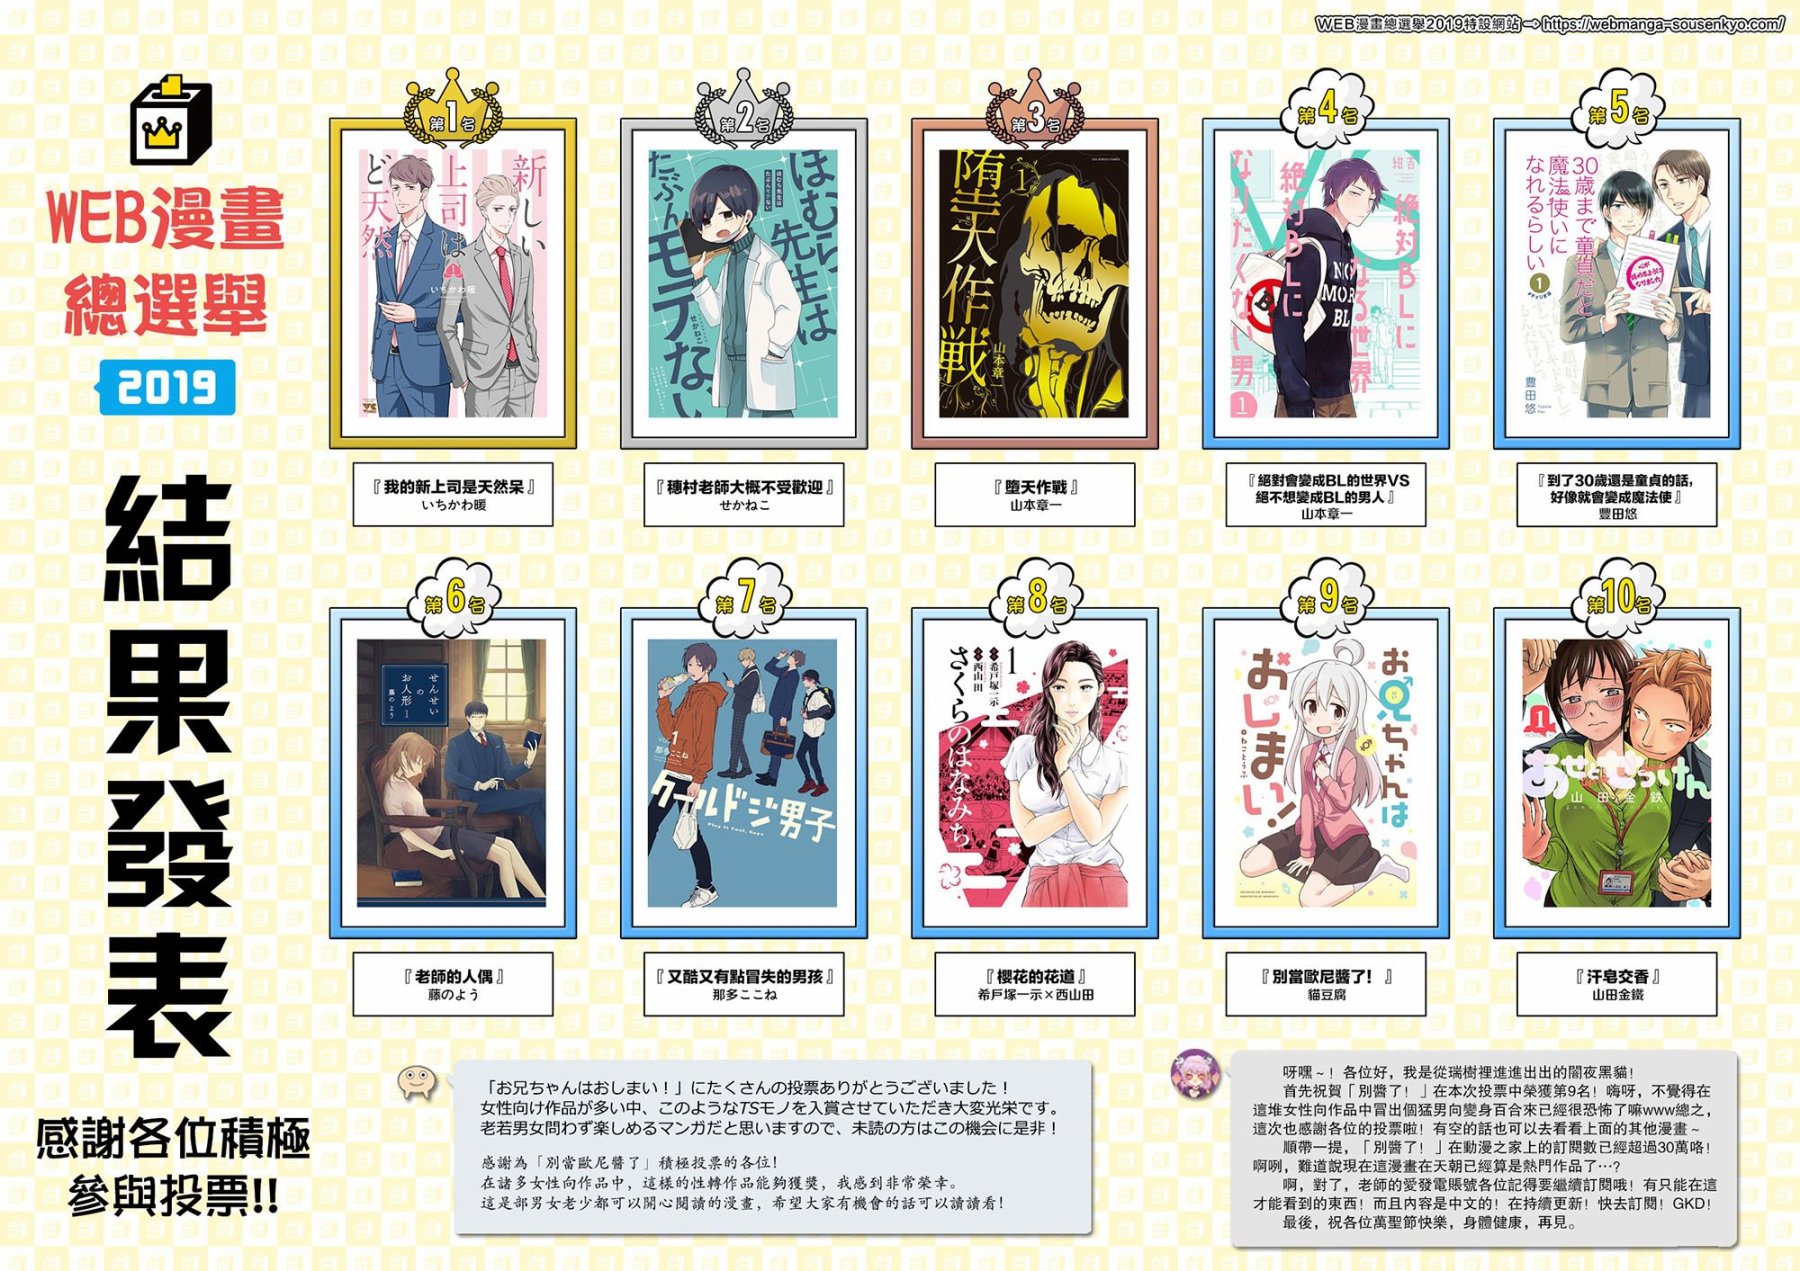 WEB漫畫總選舉2019特設網站→https://webmanga-sousenkyo.com/
WEB漫畫
總選舉
2019
結果發表
感謝各位積極
參與投票!!
第1名
新しい
上司は
ど天然
1
いちかわ暖
『我的新上司是天然呆』
いちかわ暖
第2名
ほむら
先生は
たぶん
モテない
せかねこ
『穗村老師大概不受歡迎』
せかねこ
第3名
堕天作戦
1
山本章一
『墮天作戰』
山本章一
第4名
絶対BLに
なる世界
VS
絶対BLに
なりたくない男
1
紺吉
NO
MORE
BL
『絕對會變成BL的世界VS
絕不想變成BL的男人』
山本章一
第5名
30歳まで童貞だと
魔法使いに
なれるらしい
1
豊田悠
『到了30歲還是童貞的話，
好像就會變成魔法使』
豐田悠
第6名
せんせい
の
お人形
1
藤のよう
『老師的人偶』
藤のよう
第7名
1
那多ここね
クールドジ男子
Play It Cool, Guys
『又酷又有點冒失的男孩』
那多ここね
第8名
1
希戸塚一示
西山田
さくらのはなみち
『櫻花的花道』
希戶塚一示×西山田
第9名
お兄ちゃんは
おしまい！
ねことうふ
『別當歐尼醬了！』
貓豆腐
第10名
1
あせとせっけん
山田金鉄
『汗皂交香』
山田金鐵
「お兄ちゃんはおしまい！」にたくさんの投票ありがとうございました！
女性向け作品が多い中、このようなTSモノを入賞させていただき大変光栄です。
老若男女問わず楽しめるマンガだと思いますので、未読の方はこの機会に是非！
感謝為「別當歐尼醬了」積極投票的各位!
在諸多女性向作品中，這樣的性轉作品能夠獲獎，我感到非常榮幸。
這是部男女老少都可以開心閱讀的漫畫，希望大家有機會的話可以讀讀看!
呀嘿～！各位好，我是從瑞樹裡進進出出的闇夜黑貓！
首先祝賀「別醬了！」在本次投票中榮獲第9名！嗨呀，不覺得在
這堆女性向作品中冒出個猛男向變身百合來已經很恐怖了嘛www總之，
這次也感謝各位的投票啦！有空的話也可以去看看上面的其他漫畫～
順帶一提，「別醬了！」在動漫之家上的訂閱數已經超過30萬咯！
啊咧，難道說現在這漫畫在天朝已經算是熱門作品了…?
啊，對了，老師的愛發電賬號各位記得要繼續訂閱哦！有只能在這
才能看到的東西！而且內容是中文的！在持續更新！快去訂閱！GKD！
最後，祝各位萬聖節快樂，身體健康，再見。